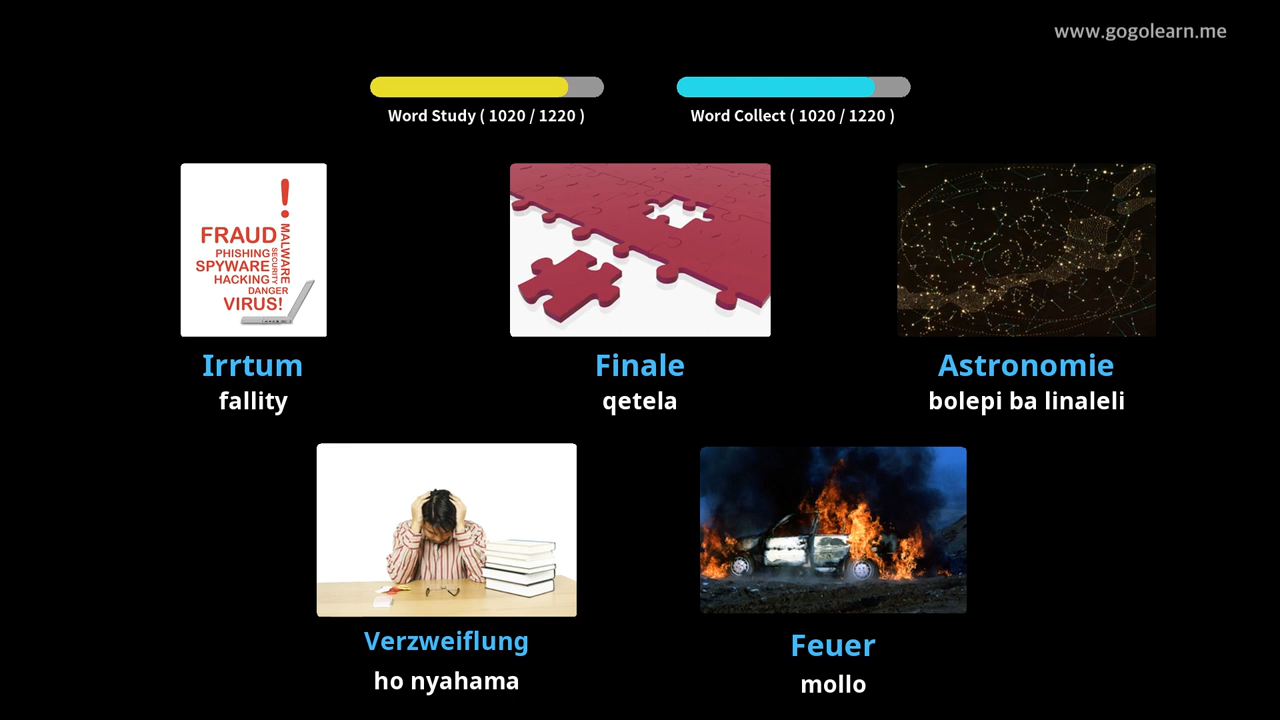 www.gogolearn.me
Word Study ( 1020 / 1220 )
Word Collect ( 1020 / 1220 )
!
FRAUD
MALWARE
PHISHING
SECURITY
SPYWARE
HACKING
DANGER
VIRUS!
Irrtum
fallity
Finale
qetela
Astronomie
bolepi ba linaleli
Verzweiflung
ho nyahama
Feuer
mollo